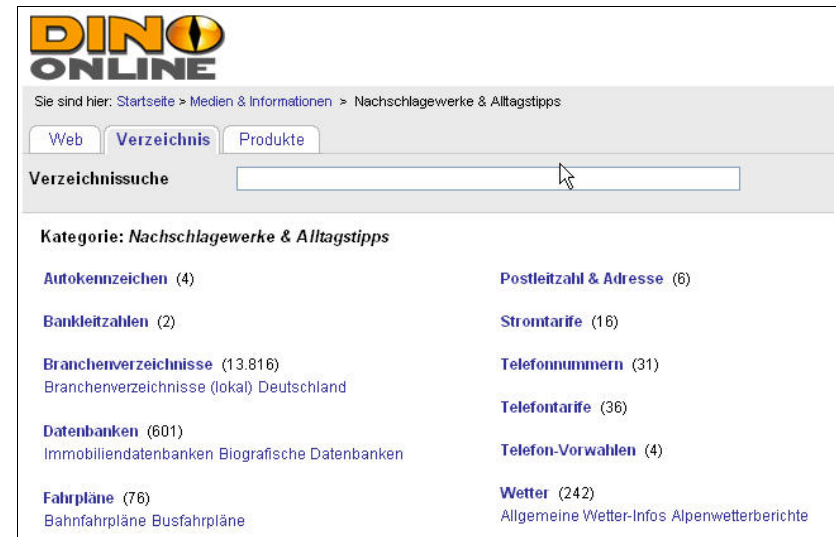 DINO
ONLINE
Sie sind hier: Startseite > Medien & Informationen > Nachschlagewerke & Alltagstipps
Web Verzeichnis Produkte
Verzeichnissuche
Kategorie: Nachschlagewerke & Alltagstipps
Autokennzeichen (4)
Bankleitzahlen (2)
Branchenverzeichnisse (13.816)
Branchenverzeichnisse (lokal) Deutschland
Datenbanken (601)
Immobiliendatenbanken Biografische Datenbanken
Fahrpläne (76)
Bahnfahrpläne Busfahrpläne
Postleitzahl & Adresse (6)
Stromtarife (16)
Telefonnummern (31)
Telefontarife (36)
Telefon-Vorwahlen (4)
Wetter (242)
Allgemeine Wetter-Infos Alpenwetterberichte